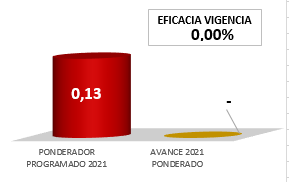 EFICACIA VIGENCIA
0,00%
0,13
-
PONDERADOR
PROGRAMADO 2021
AVANCE 2021
PONDERADO